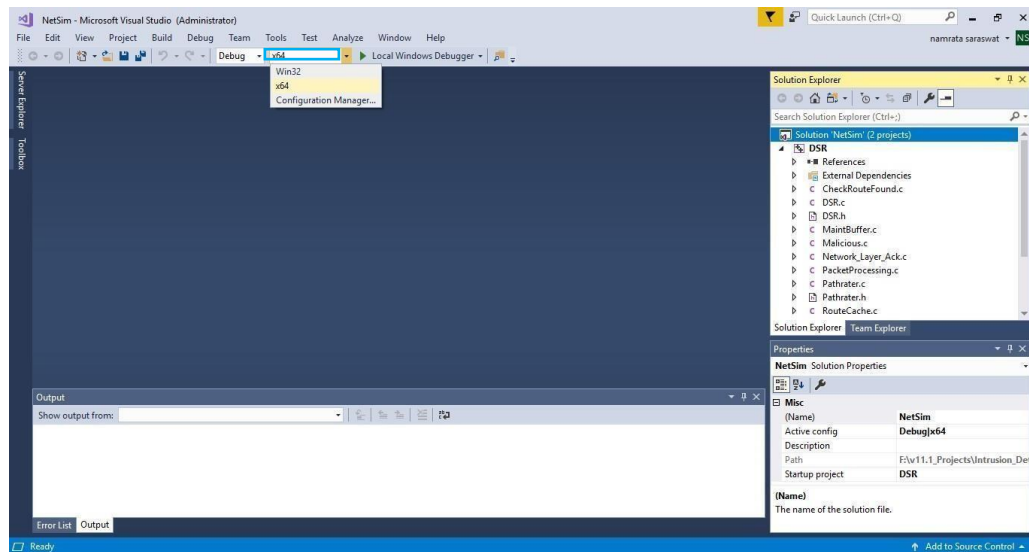 NetSim - Microsoft Visual Studio (Administrator)
Quick Launch (Ctrl+Q)
File Edit View Project Build Debug Team Tools Test Analyze Window Help
namrata saraswat
NS
Debug
x64
Local Windows Debugger
Win32
x64
Configuration Manager...
Server Explorer
Toolbox
Solution Explorer
Search Solution Explorer (Ctrl+;)
Solution 'NetSim' (2 projects)
DSR
References
External Dependencies
CheckRouteFound.c
DSR.c
DSR.h
MaintBuffer.c
Malicious.c
Network_Layer_Ack.c
PacketProcessing.c
Pathrater.c
Pathrater.h
RouteCache.c
Solution Explorer Team Explorer
Properties
NetSim Solution Properties
Misc
(Name) NetSim
Active config Debug|x64
Description
Path F:\v11.1_Projects\Intrusion_De
Startup project DSR
(Name)
The name of the solution file.
Output
Show output from:
Error List Output
Ready
Add to Source Control